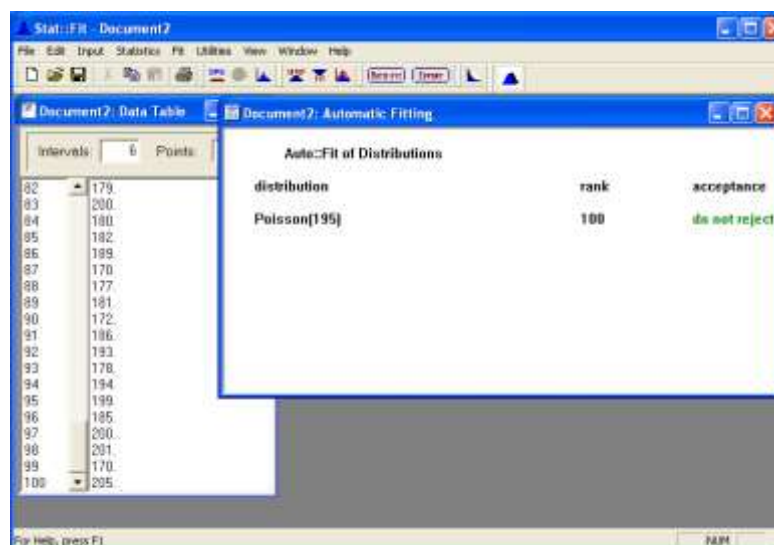 Stat::Fit - Document2
File Edit Input Statistics Fit Utilities View Window Help
Document2: Data Table
Intervals: 6 Points:
82 179.
83 200.
84 180.
85 182.
86 189.
87 170.
88 177.
89 181.
90 172.
91 186.
92 193.
93 178.
94 194.
95 199.
96 185.
97 200.
98 201.
99 170.
100 205.
Document2: Automatic Fitting
Auto::Fit of Distributions
distribution rank acceptance
Poisson(195) 100 do not reject
For Help, press F1
NUM